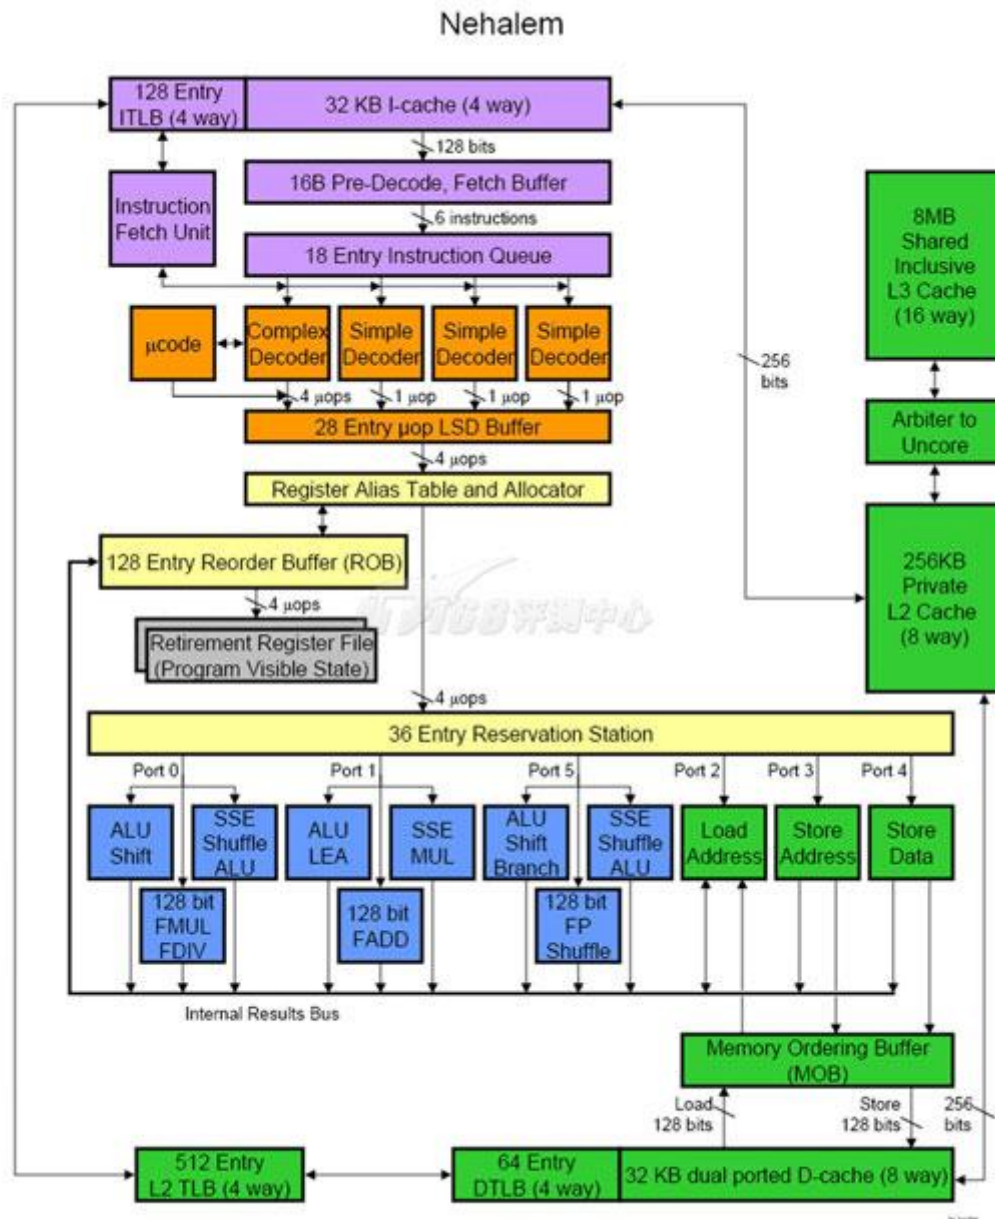 Nehalem
128 Entry
ITLB (4 way)
32 KB I-cache (4 way)
128 bits
16B Pre-Decode, Fetch Buffer
Instruction
Fetch Unit
6 instructions
18 Entry Instruction Queue
8MB
Shared
Inclusive
L3 Cache
(16 way)
μcode
Complex
Decoder
Simple
Decoder
Simple
Decoder
Simple
Decoder
256
bits
4 μops
1 μop
1 μop
1 μop
28 Entry μop LSD Buffer
Arbiter to
Uncore
4 μops
Register Alias Table and Allocator
128 Entry Reorder Buffer (ROB)
256KB
Private
L2 Cache
(8 way)
4 μops
评测中心
Retirement Register File
(Program Visible State)
4 μops
36 Entry Reservation Station
Port 0
Port 1
Port 5
Port 2
Port 3
Port 4
ALU
Shift
SSE
Shuffle
ALU
ALU
LEA
SSE
MUL
ALU
Shift
Branch
SSE
Shuffle
ALU
Load
Address
Store
Address
Store
Data
128 bit
FMUL
FDIV
128 bit
FADD
128 bit
FP
Shuffle
Internal Results Bus
Memory Ordering Buffer
(MOB)
Load
128 bits
Store
128 bits
256
bits
512 Entry
L2 TLB (4 way)
64 Entry
DTLB (4 way)
32 KB dual ported D-cache (8 way)